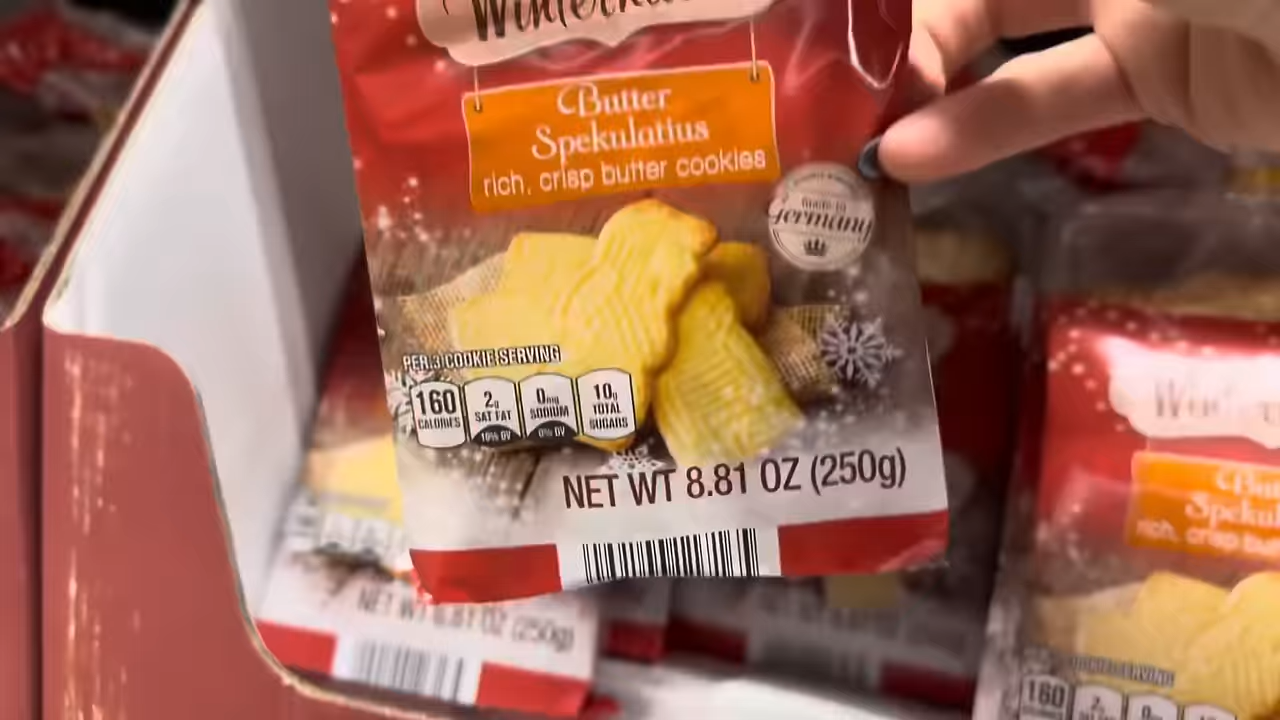 Butter
Spekulatius
rich, crisp butter cookies
made in
Germany
PER 3 COOKIE SERVING
160
CALORIES
2g
SAT FAT
10% DV
0mg
SODIUM
0% DV
10g
TOTAL
SUGARS
NET WT 8.81 OZ (250g)
NET WT 8.81 OZ (250g)
160